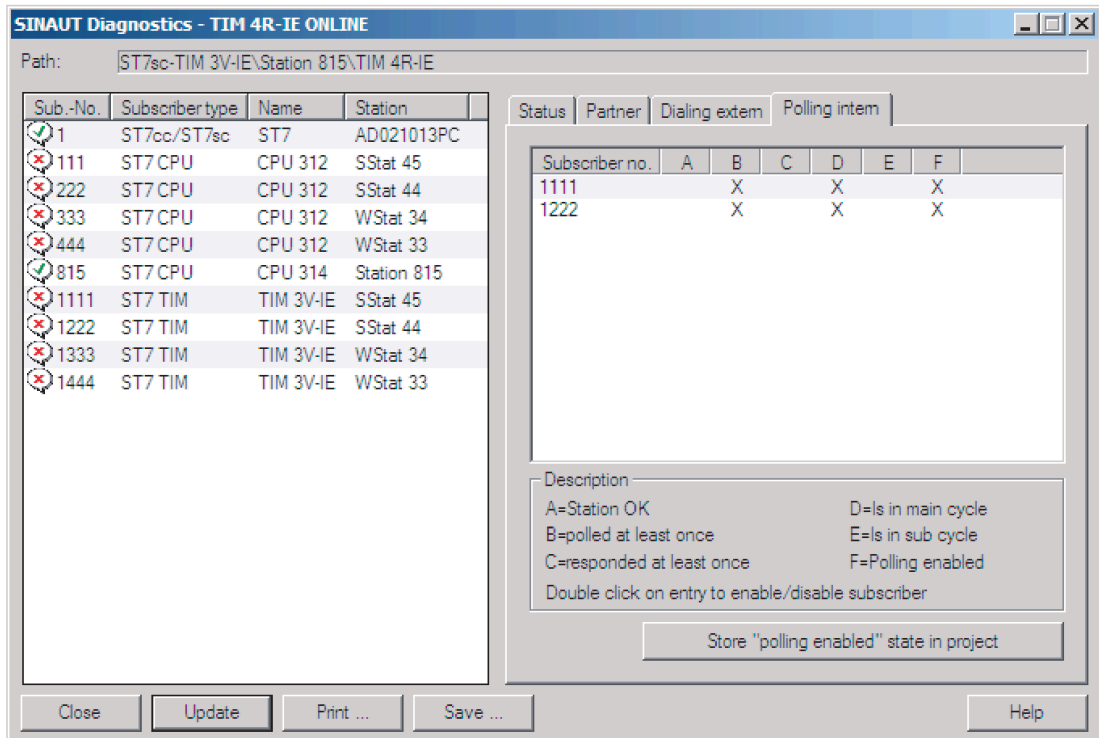 SINAUT Diagnostics - TIM 4R-IE ONLINE
Path: ST7sc-TIM 3V-IE\Station 815\TIM 4R-IE
Sub.-No. Subscriber type Name Station
1 ST7cc/ST7sc ST7 AD021013PC
111 ST7 CPU CPU 312 SStat 45
222 ST7 CPU CPU 312 SStat 44
333 ST7 CPU CPU 312 WStat 34
444 ST7 CPU CPU 312 WStat 33
815 ST7 CPU CPU 314 Station 815
1111 ST7 TIM TIM 3V-IE SStat 45
1222 ST7 TIM TIM 3V-IE SStat 44
1333 ST7 TIM TIM 3V-IE WStat 34
1444 ST7 TIM TIM 3V-IE WStat 33
Status Partner Dialing extern Polling intern
Subscriber no. A B C D E F
1111 X X X
1222 X X X
Description
A=Station OK D=Is in main cycle
B=polled at least once E=Is in sub cycle
C=responded at least once F=Polling enabled
Double click on entry to enable/disable subscriber
Store "polling enabled" state in project
Close Update Print ... Save ... Help